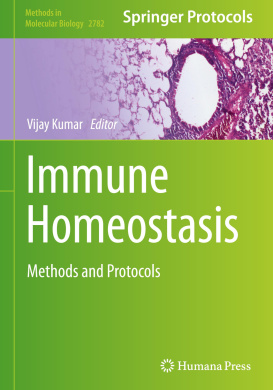 Methods in
Molecular Biology 2782
Springer Protocols
Vijay Kumar Editor
Immune
Homeostasis
Methods and Protocols
Humana Press